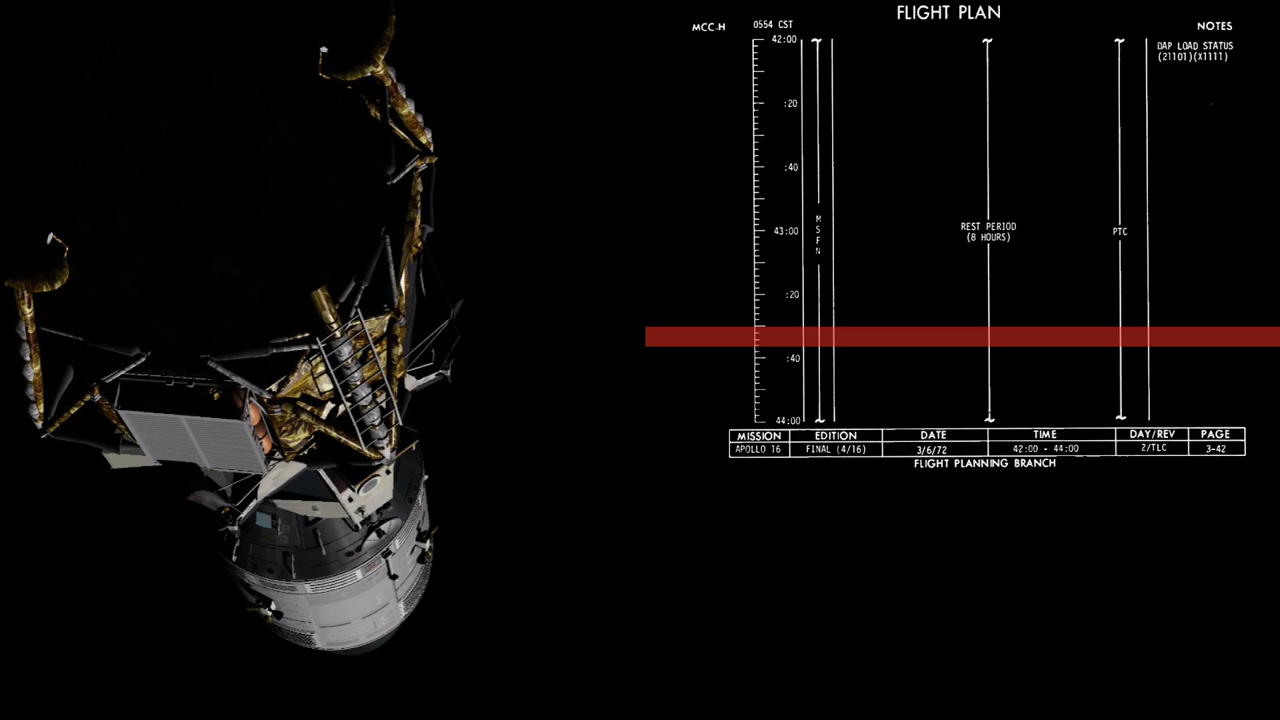 FLIGHT PLAN
MCC-H
0554 CST
NOTES
42:00
DAP LOAD STATUS
(21101)(X1111)
:20
:40
MSFN
43:00
REST PERIOD
(8 HOURS)
PTC
:20
:40
44:00
MISSION EDITION DATE TIME DAY/REV PAGE
APOLLO 16 FINAL (4/16) 3/6/72 42:00 - 44:00 2/TLC 3-42
FLIGHT PLANNING BRANCH